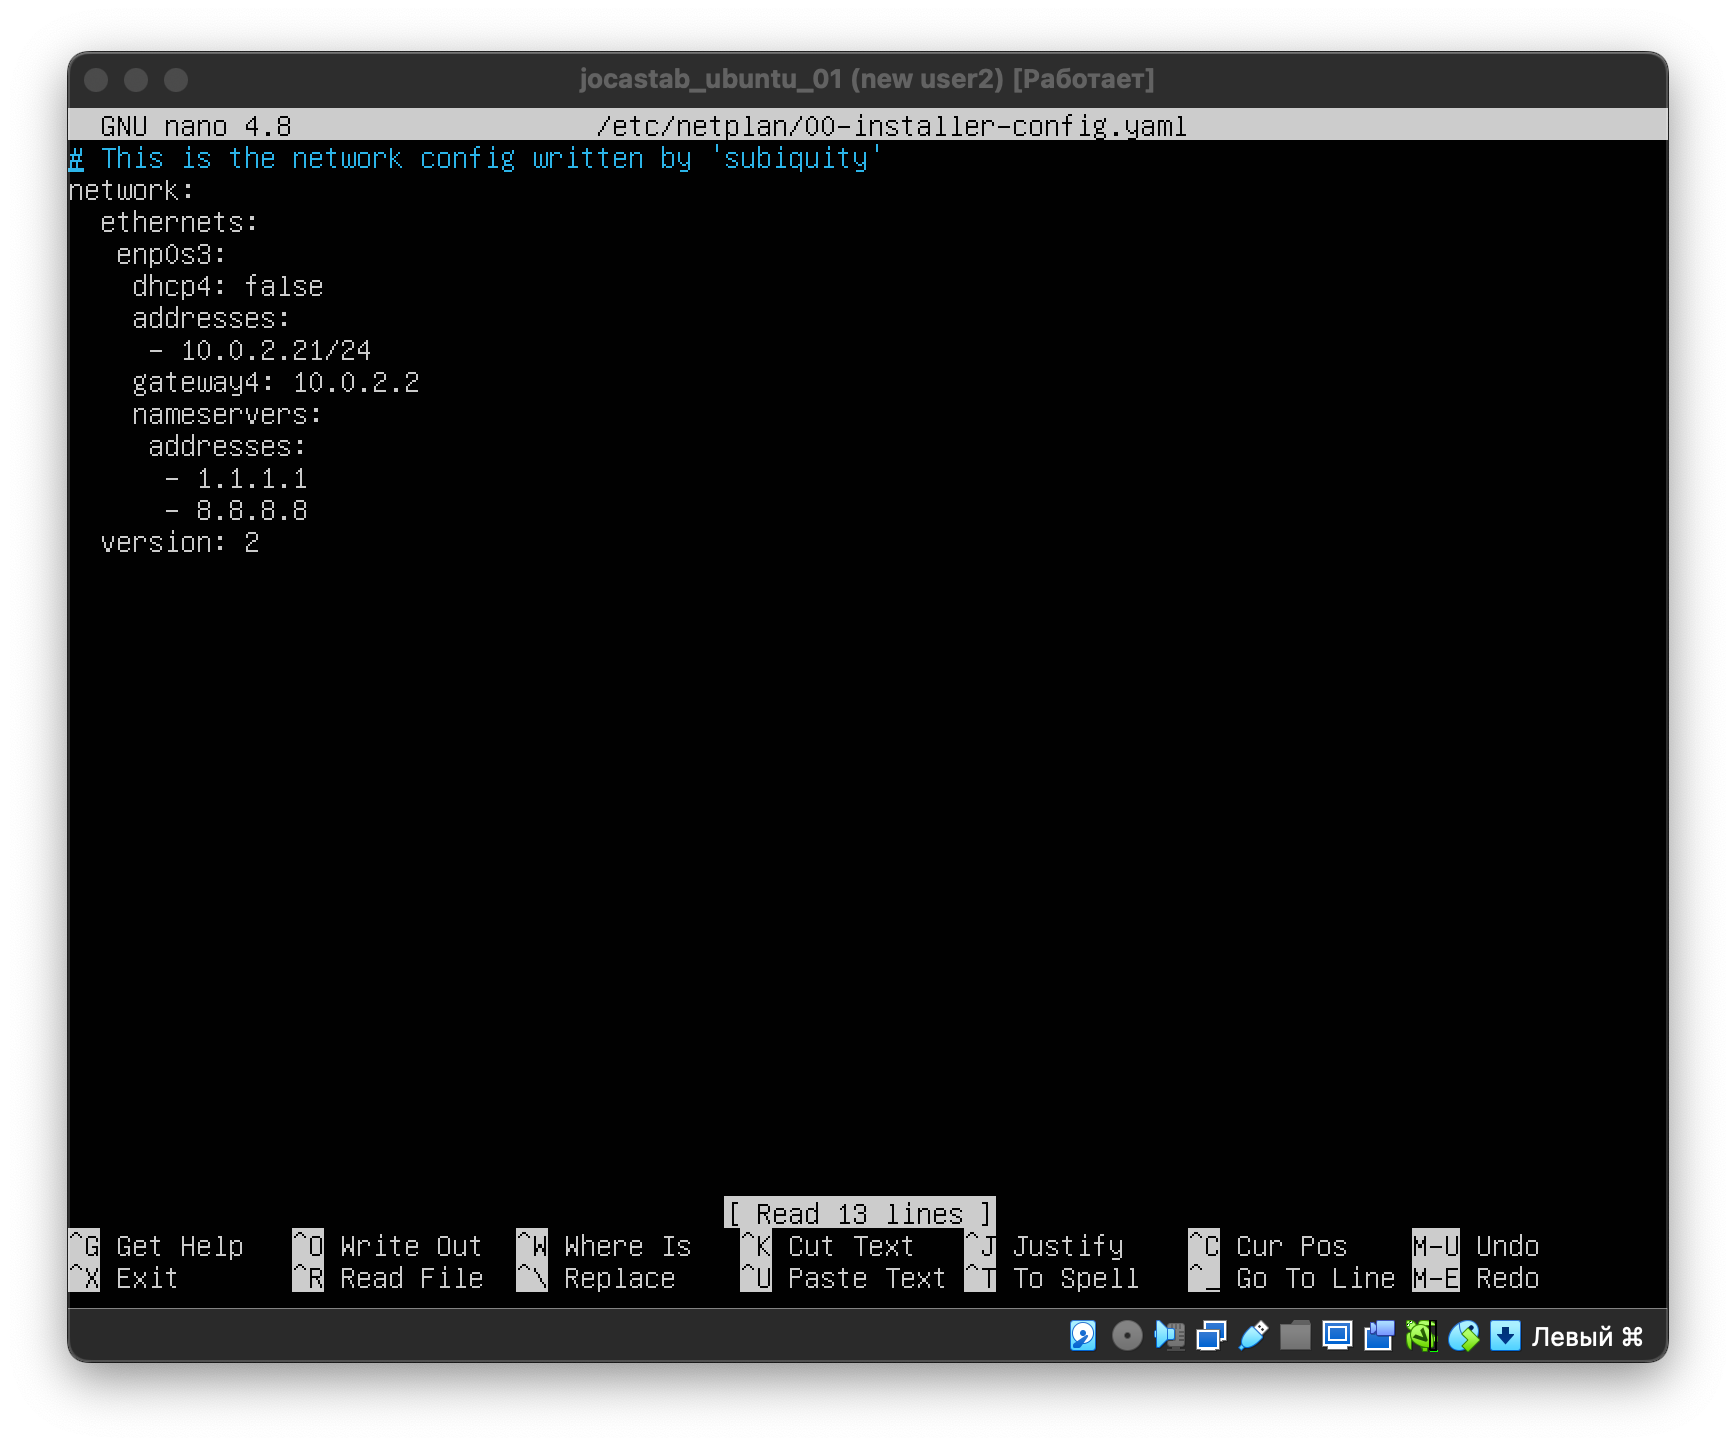 jocastab_ubuntu_01 (new user2) [Работает]
GNU nano 4.8 /etc/netplan/00-installer-config.yaml
# This is the network config written by 'subiquity'
network:
  ethernets:
   enp0s3:
    dhcp4: false
    addresses:
     - 10.0.2.21/24
    gateway4: 10.0.2.2
    nameservers:
     addresses:
      - 1.1.1.1
      - 8.8.8.8
  version: 2
[ Read 13 lines ]
^G Get Help ^O Write Out ^W Where Is ^K Cut Text ^J Justify ^C Cur Pos M-U Undo
^X Exit ^R Read File ^\ Replace ^U Paste Text ^T To Spell ^_ Go To Line M-E Redo
Левый ⌘